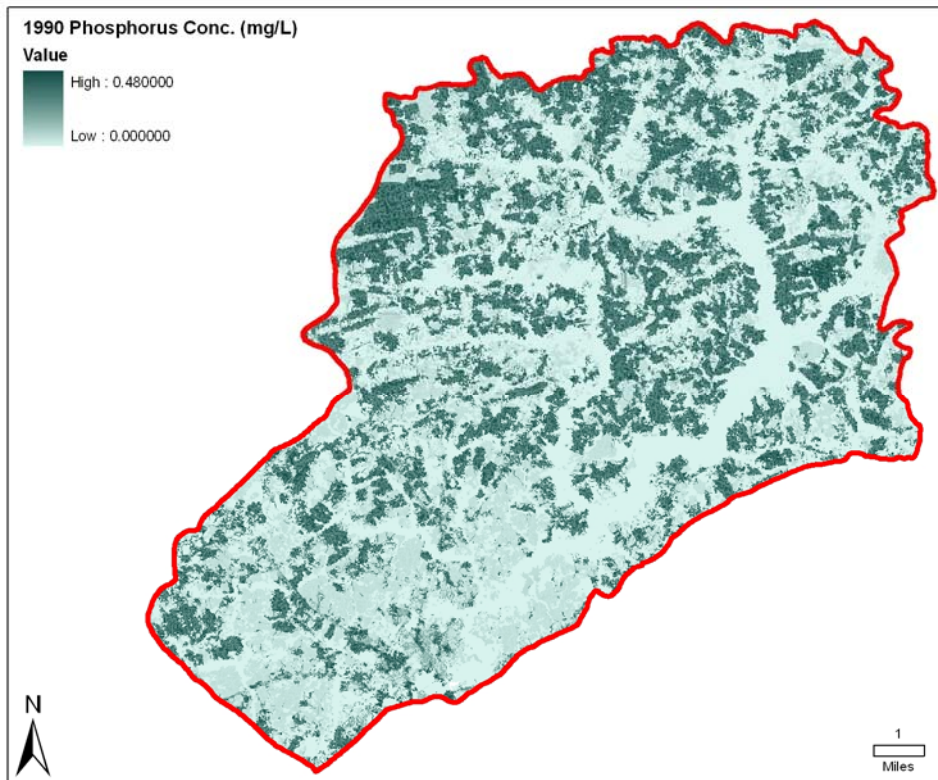 1990 Phosphorus Conc. (mg/L)
Value
High : 0.480000
Low : 0.000000
N
1
Miles